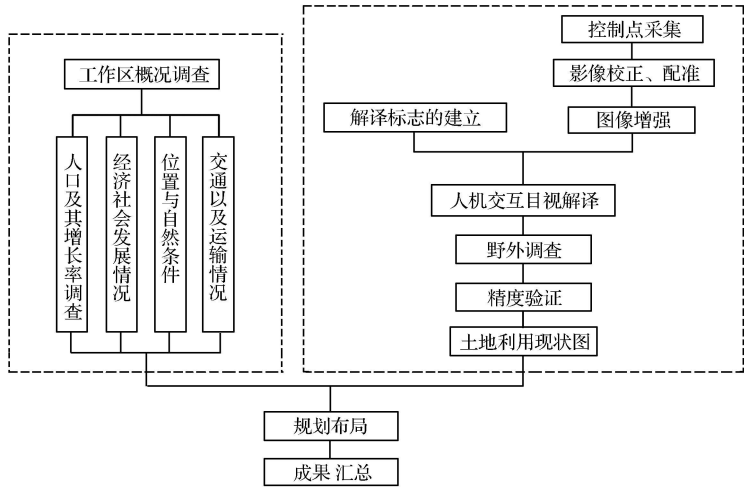 工作区概况调查
人口及其增长率调查
经济社会发展情况
位置与自然条件
交通以及运输情况
控制点采集
影像校正、配准
图像增强
解译标志的建立
人机交互目视解译
野外调查
精度验证
土地利用现状图
规划布局
成果 汇总